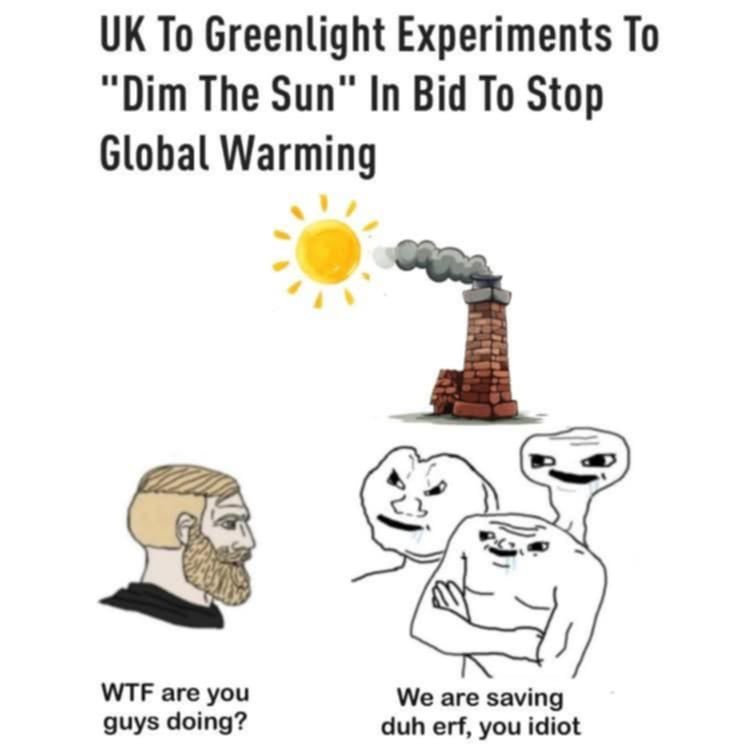 UK To Greenlight Experiments To
"Dim The Sun" In Bid To Stop
Global Warming
WTF are you
guys doing?
We are saving
duh erf, you idiot